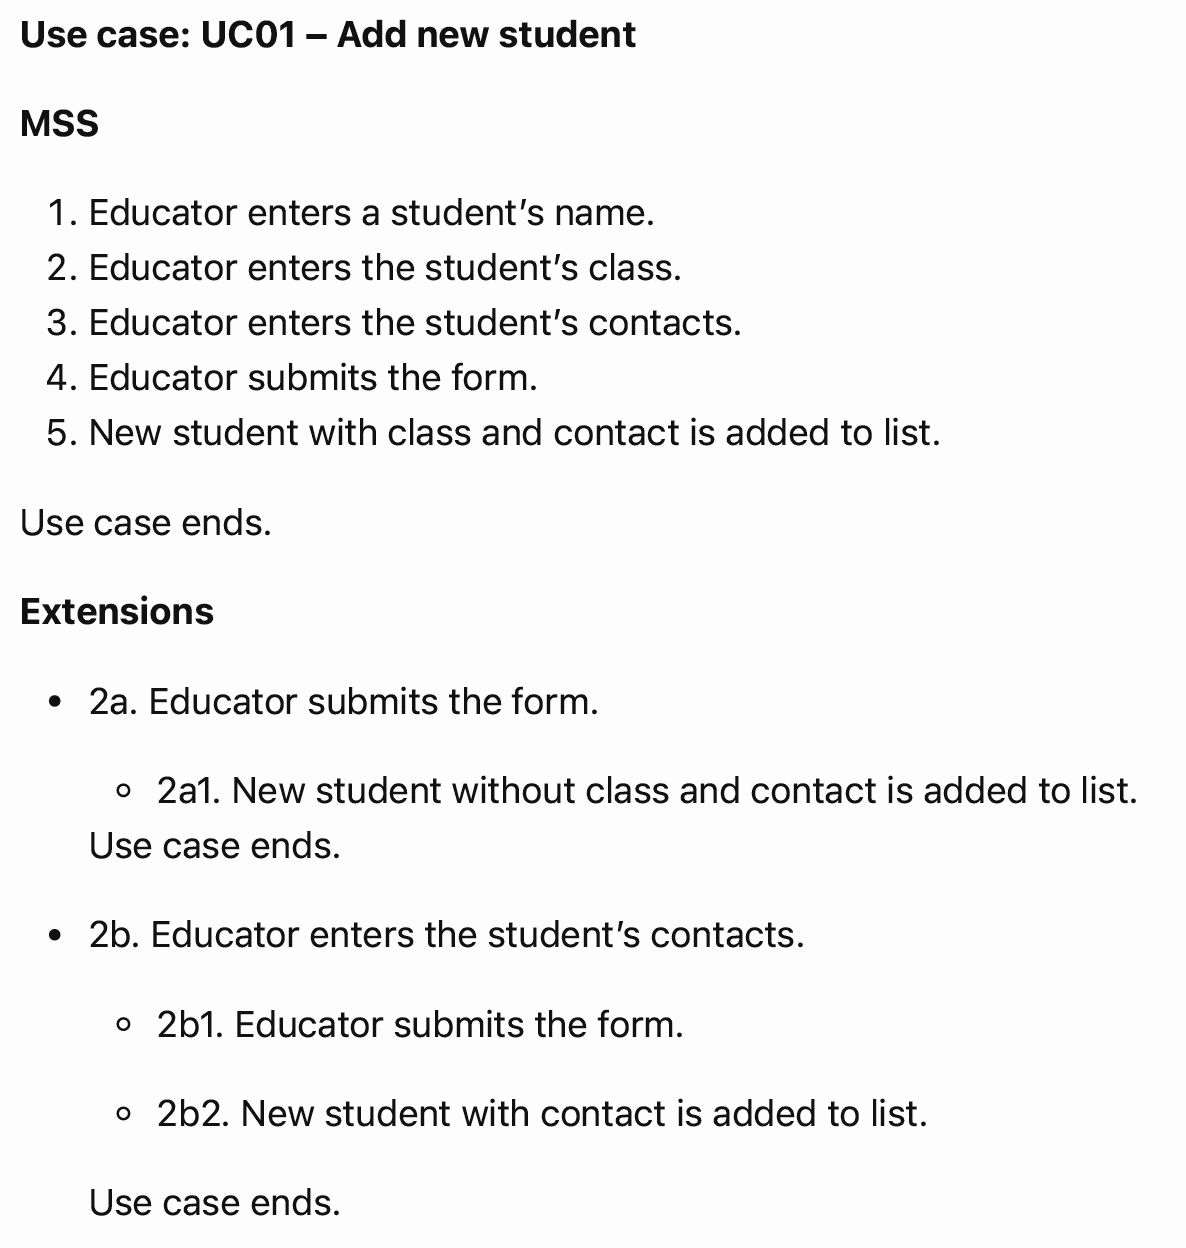 Use case: UC01 – Add new student
MSS
1. Educator enters a student’s name.
2. Educator enters the student’s class.
3. Educator enters the student’s contacts.
4. Educator submits the form.
5. New student with class and contact is added to list.
Use case ends.
Extensions
• 2a. Educator submits the form.
◦ 2a1. New student without class and contact is added to list.
Use case ends.
• 2b. Educator enters the student’s contacts.
◦ 2b1. Educator submits the form.
◦ 2b2. New student with contact is added to list.
Use case ends.